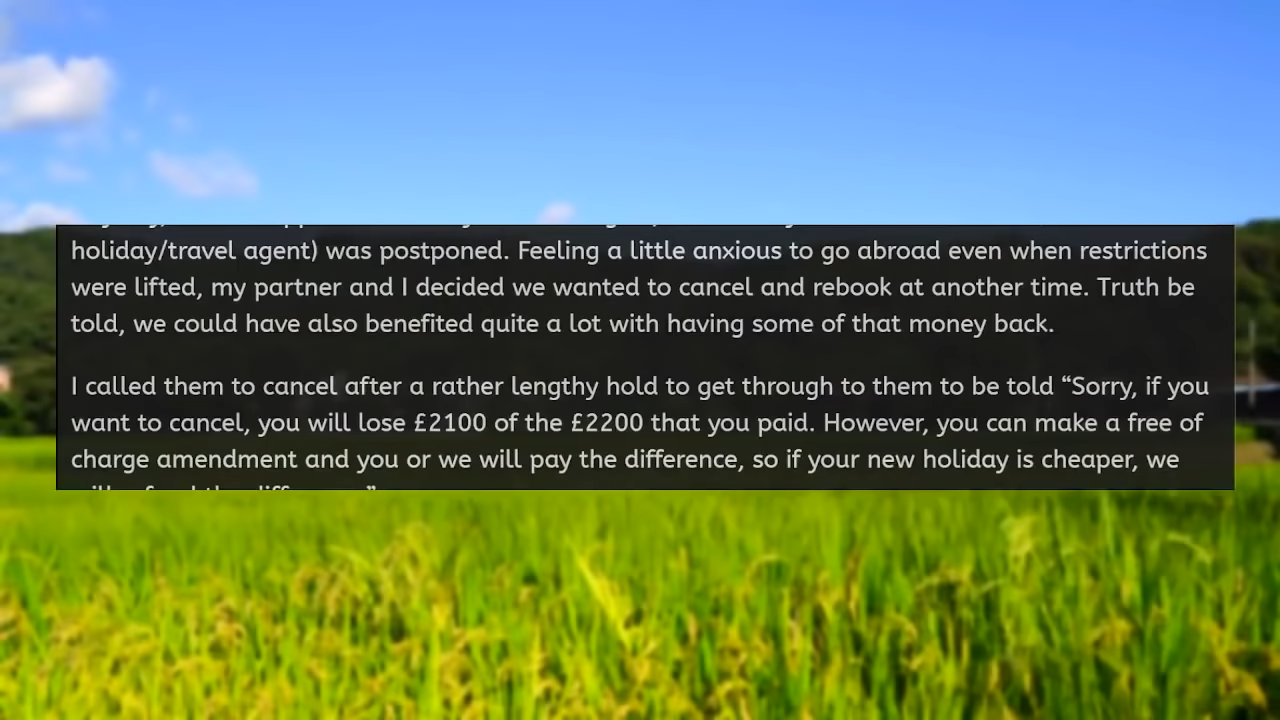 holiday/travel agent) was postponed. Feeling a little anxious to go abroad even when restrictions
were lifted, my partner and I decided we wanted to cancel and rebook at another time. Truth be
told, we could have also benefited quite a lot with having some of that money back.
I called them to cancel after a rather lengthy hold to get through to them to be told “Sorry, if you
want to cancel, you will lose £2100 of the £2200 that you paid. However, you can make a free of
charge amendment and you or we will pay the difference, so if your new holiday is cheaper, we